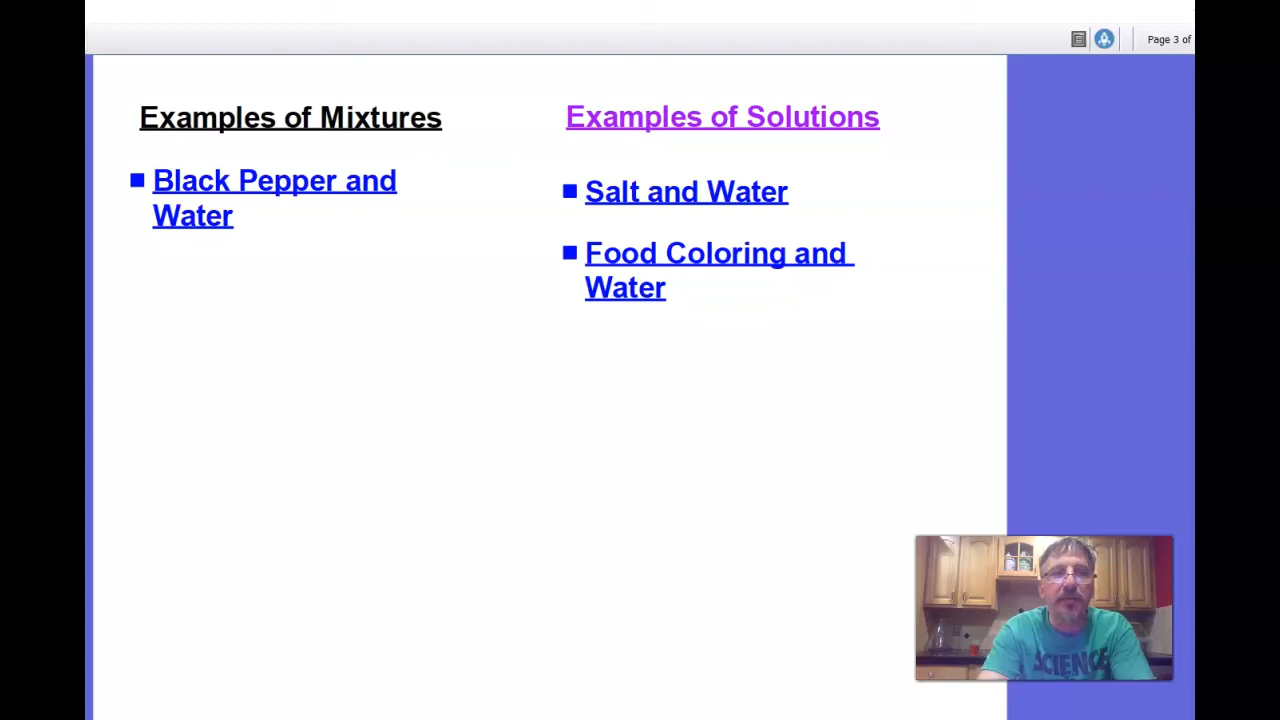 Page 3 of
Examples of Mixtures
Black Pepper and
Water
Examples of Solutions
Salt and Water
Food Coloring and
Water
SCIENCE